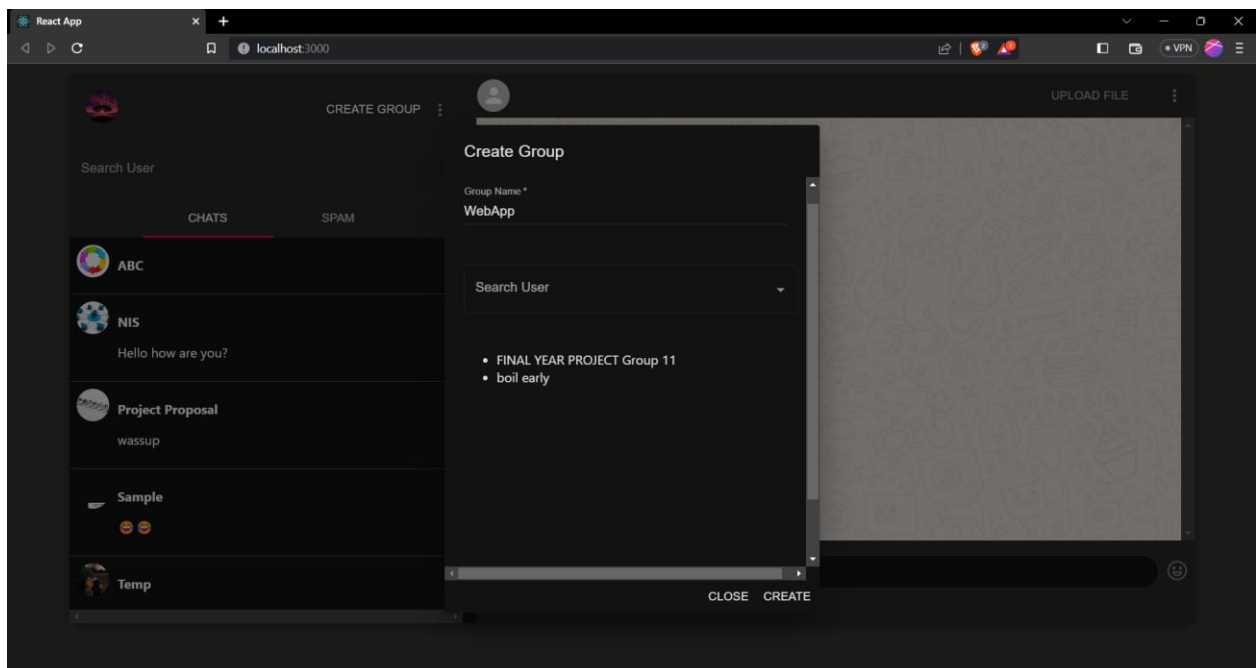 React App
localhost:3000
VPN
CREATE GROUP
UPLOAD FILE
Search User
CHATS SPAM
ABC
NIS
Hello how are you?
Project Proposal
wassup
Sample
Temp
Create Group
Group Name *
WebApp
Search User
FINAL YEAR PROJECT Group 11
boil early
CLOSE CREATE